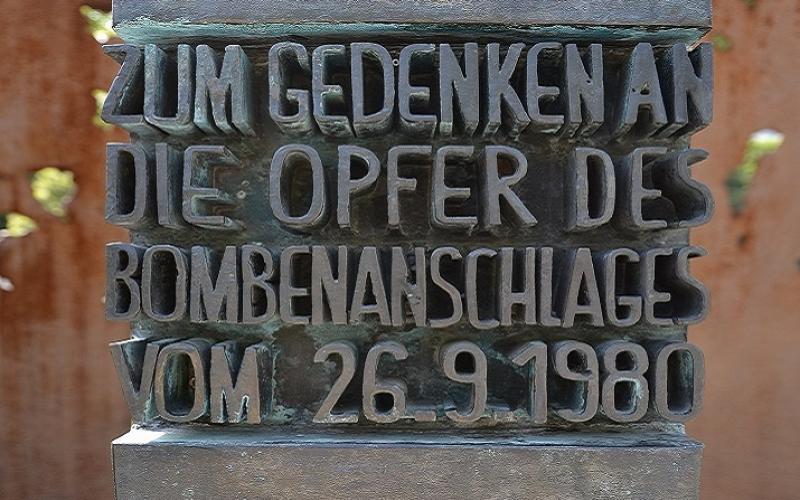 ZUM GEDENKEN AN
DIE OPFER DES
BOMBENANSCHLAGES
VOM 26.9.1980